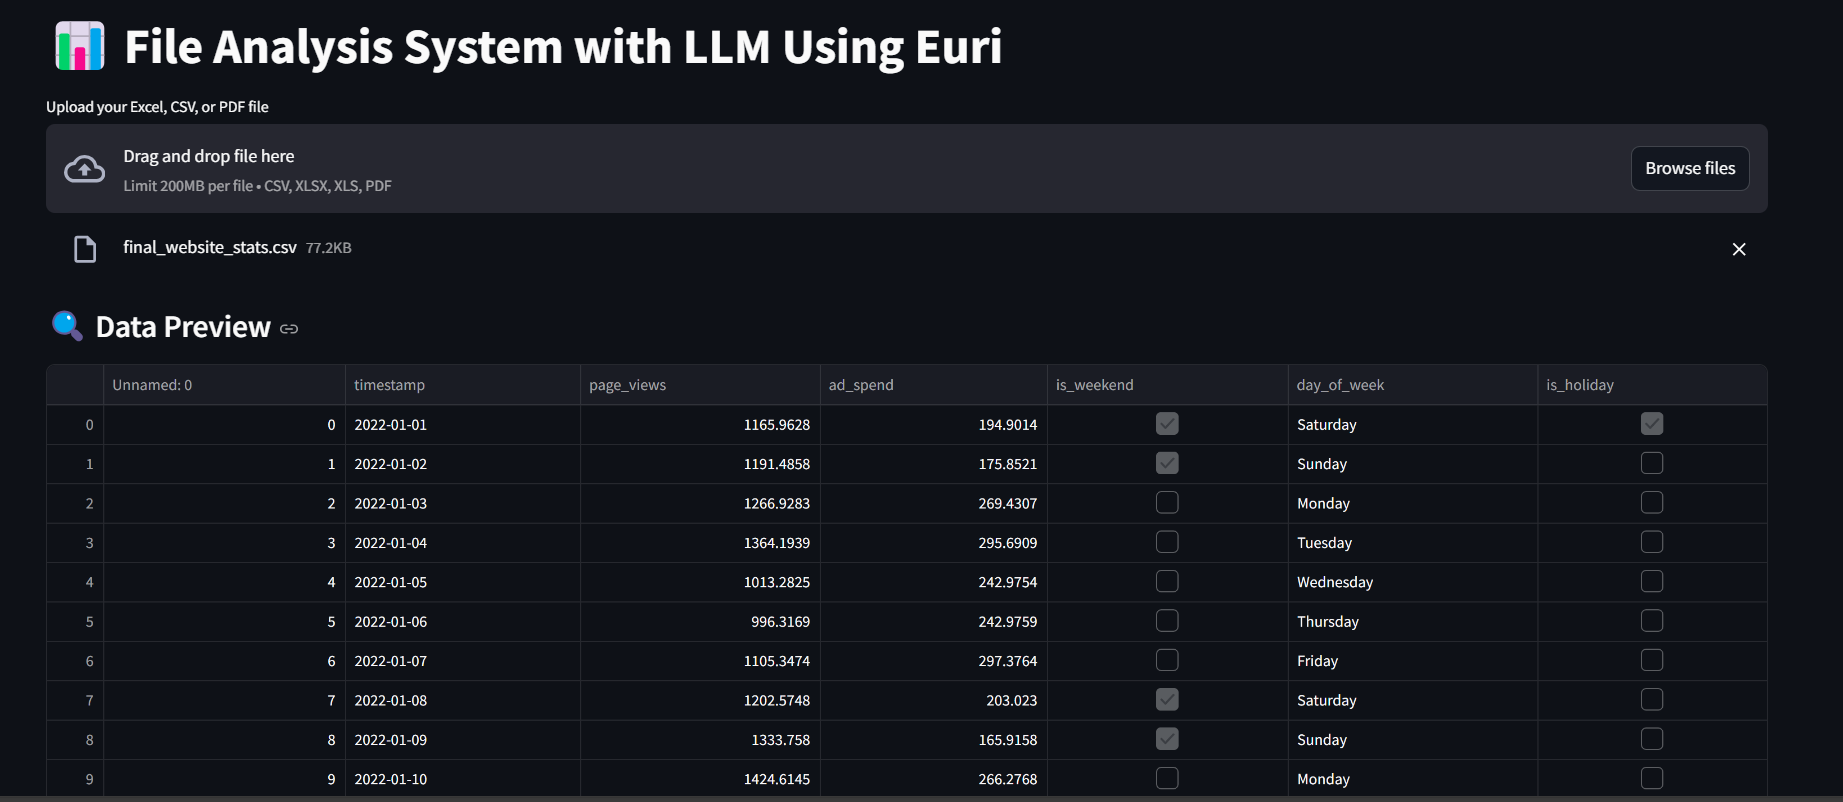 File Analysis System with LLM Using Euri
Upload your Excel, CSV, or PDF file
Drag and drop file here
Limit 200MB per file • CSV, XLSX, XLS, PDF
Browse files
final_website_stats.csv 77.2KB
Data Preview
Unnamed: 0 timestamp page_views ad_spend is_weekend day_of_week is_holiday
0 0 2022-01-01 1165.9628 194.9014 Saturday
1 1 2022-01-02 1191.4858 175.8521 Sunday
2 2 2022-01-03 1266.9283 269.4307 Monday
3 3 2022-01-04 1364.1939 295.6909 Tuesday
4 4 2022-01-05 1013.2825 242.9754 Wednesday
5 5 2022-01-06 996.3169 242.9759 Thursday
6 6 2022-01-07 1105.3474 297.3764 Friday
7 7 2022-01-08 1202.5748 203.023 Saturday
8 8 2022-01-09 1333.758 165.9158 Sunday
9 9 2022-01-10 1424.6145 266.2768 Monday